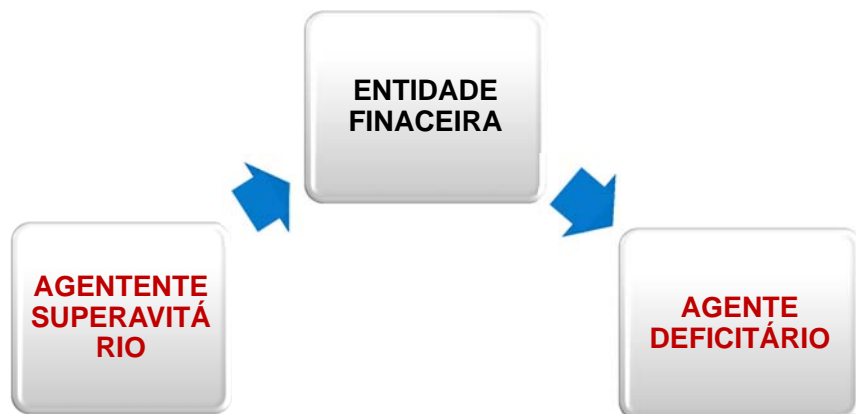 ENTIDADE
FINACEIRA
AGENTENTE
SUPERAVITÁ
RIO
AGENTE
DEFICITÁRIO